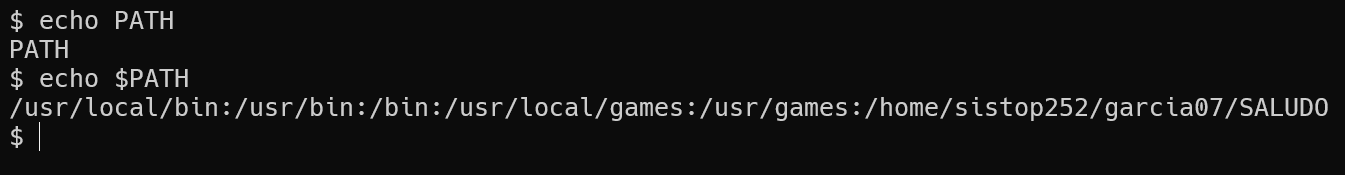 $ echo PATH
PATH
$ echo $PATH
/usr/local/bin:/usr/bin:/bin:/usr/local/games:/usr/games:/home/sistop252/garcia07/SALUDO
$